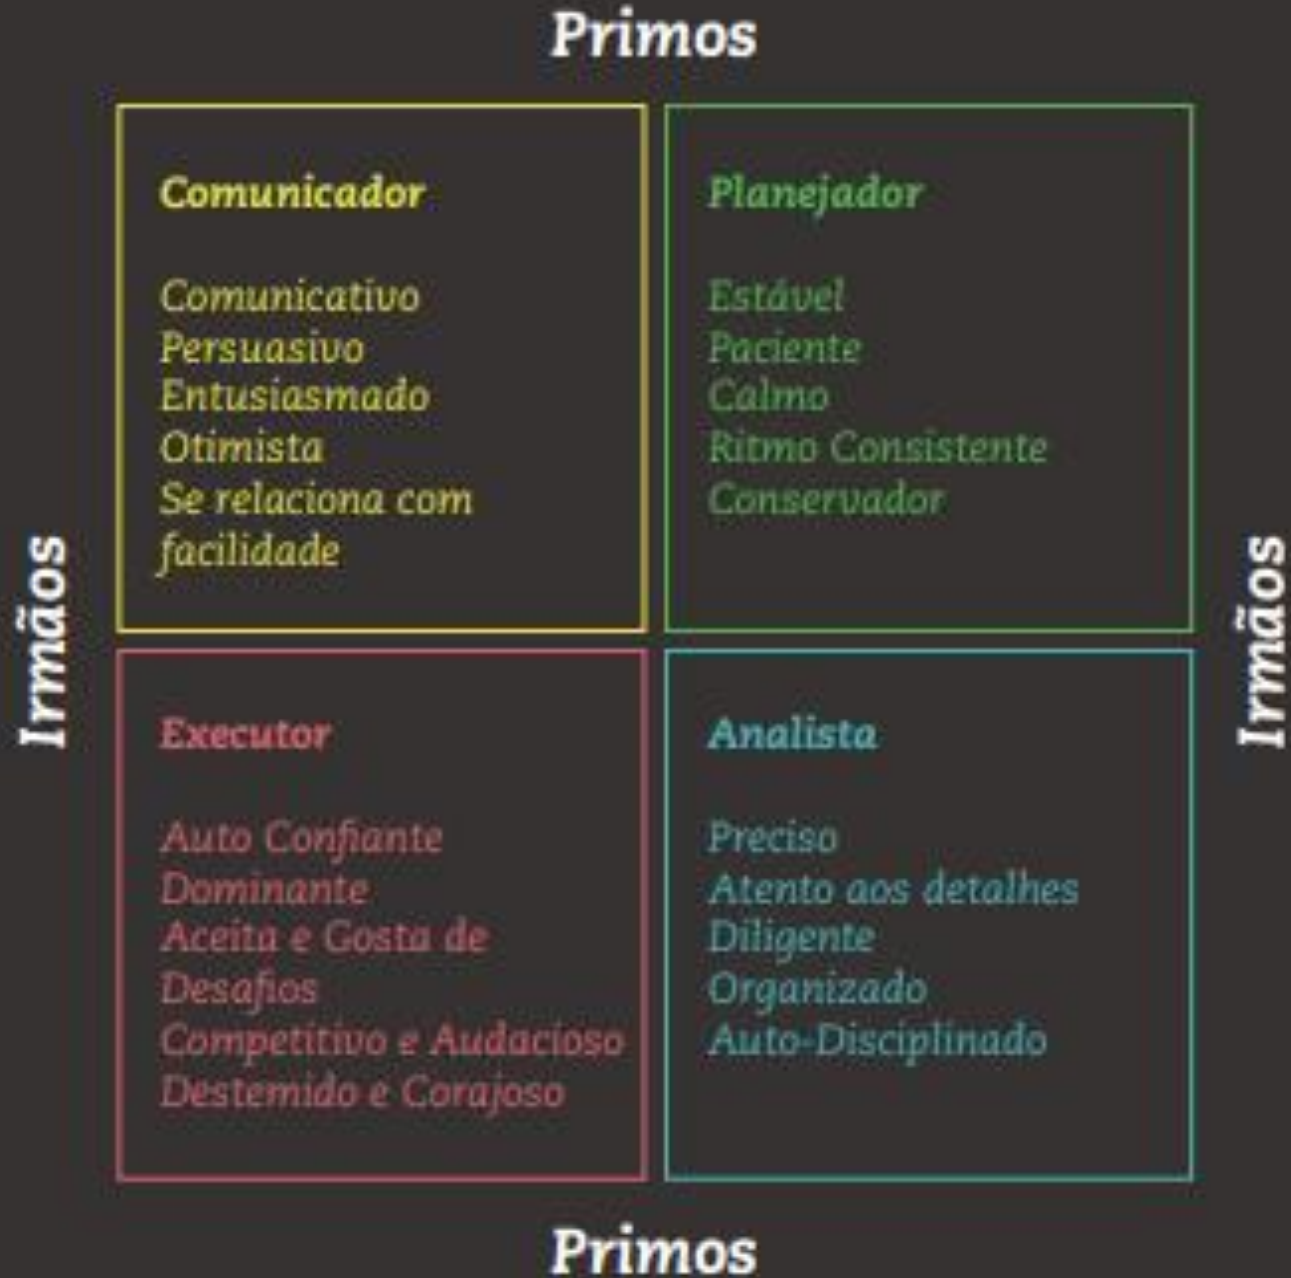 Primos
Comunicador
Comunicativo
Persuasivo
Entusiasmado
Otimista
Se relaciona com
facilidade
Planejador
Estável
Paciente
Calmo
Ritmo Consistente
Conservador
Irmãos
Irmãos
Executor
Auto Confiante
Dominante
Aceita e Gosta de
Desafios
Competitivo e Audacioso
Destemido e Corajoso
Analista
Preciso
Atento aos detalhes
Diligente
Organizado
Auto-Disciplinado
Primos